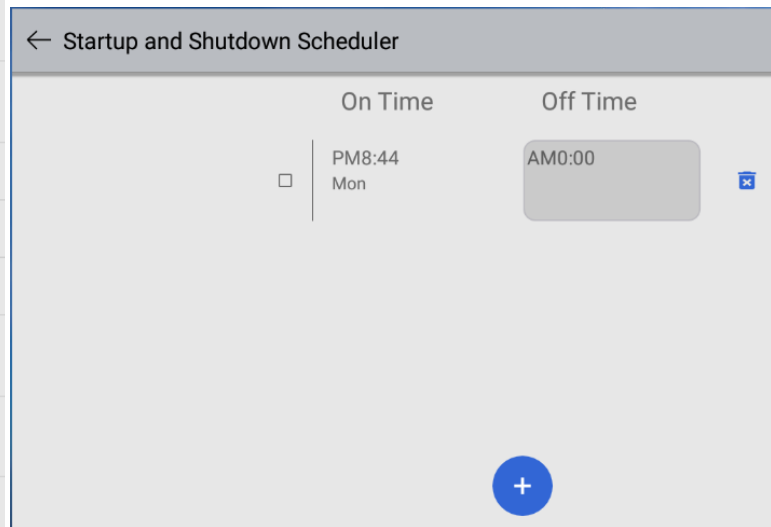 Startup and Shutdown Scheduler
On Time Off Time
PM8:44 AM0:00
Mon